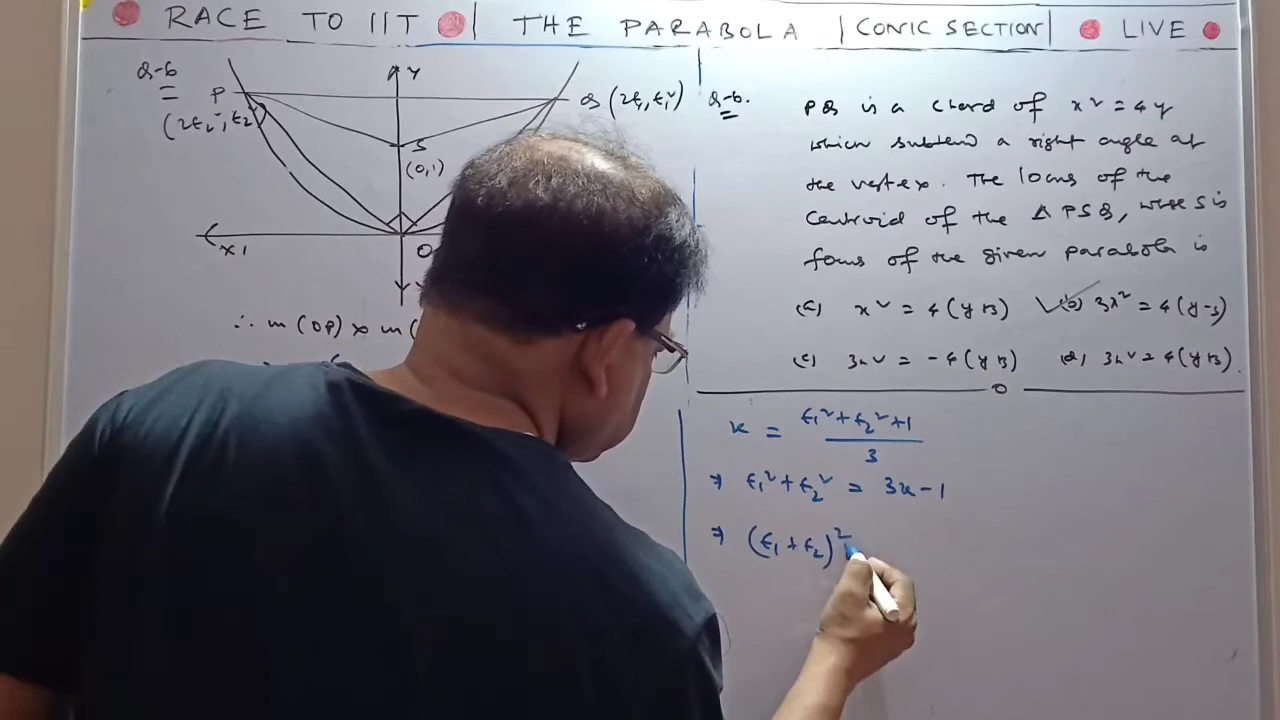 RACE TO IIT | THE PARABOLA | CONIC SECTION | LIVE
Q-6
P
(2t₂, t₂²)
Y
Q (2t₁, t₁²)
S
(0,1)
X1
O
∴ m(OP) × m(
Q-6.
PQ is a chord of x² = 4y
which subtend a right angle at
the vertex. The locus of the
centroid of the Δ PSQ, where S is
focus of the given parabola is
(a) x² = 4(y+3) (b) 3x² = 4(y-3)
(c) 3x² = -4(y+3) (d) 3x² = 4(y+3).
k = t₁² + t₂² + 1 / 3
⇒ t₁² + t₂² = 3k - 1
⇒ (t₁ + t₂)²